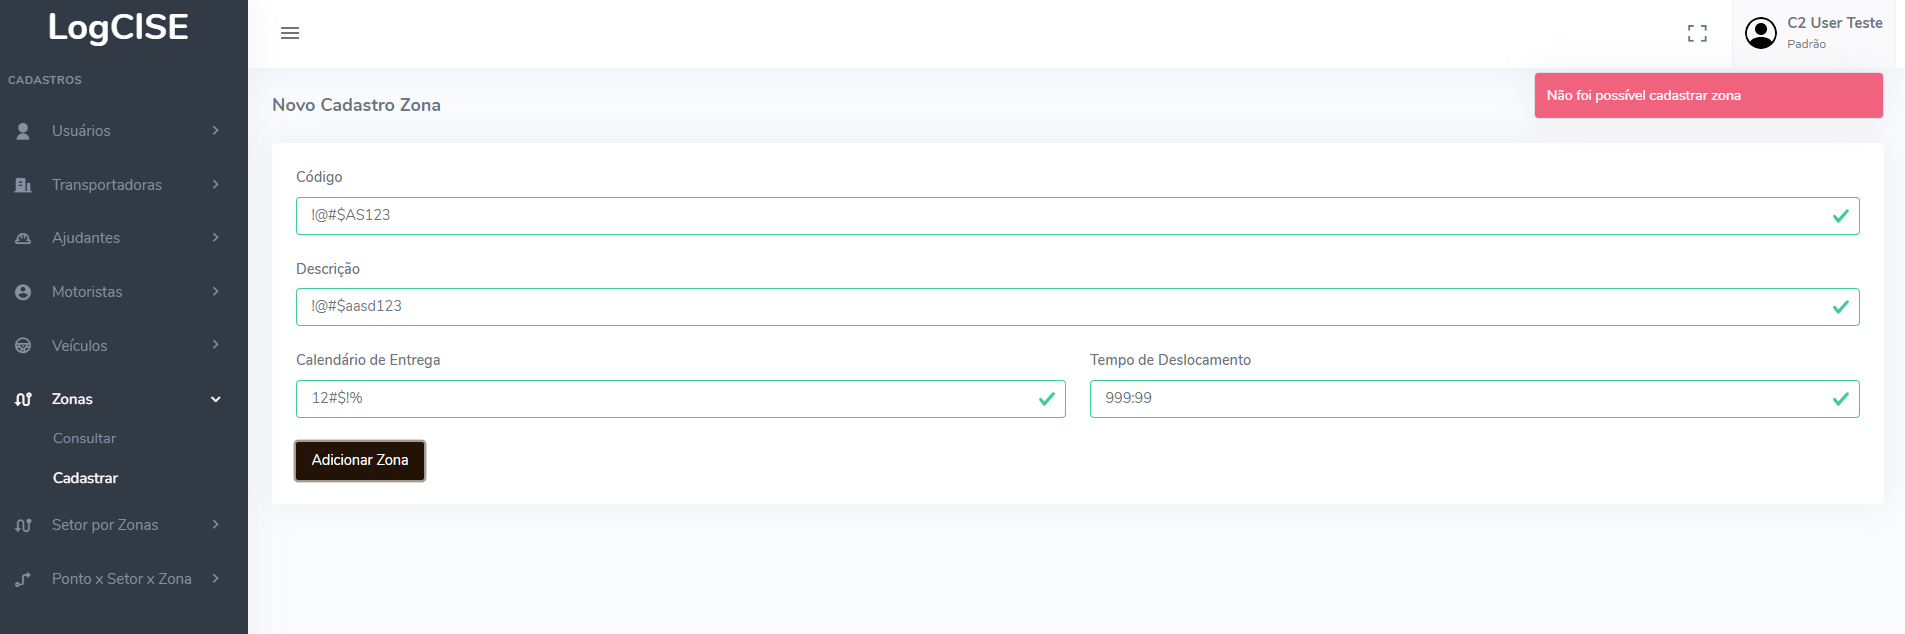 LogCISE
CADASTROS
Usuários
Transportadoras
Ajudantes
Motoristas
Veículos
Zonas
Consultar
Cadastrar
Setor por Zonas
Ponto x Setor x Zona
C2 User Teste
Padrão
Não foi possível cadastrar zona
Novo Cadastro Zona
Código
!@#$AS123
Descrição
!@#$aasd123
Calendário de Entrega
Tempo de Deslocamento
12#$!%
999:99
Adicionar Zona